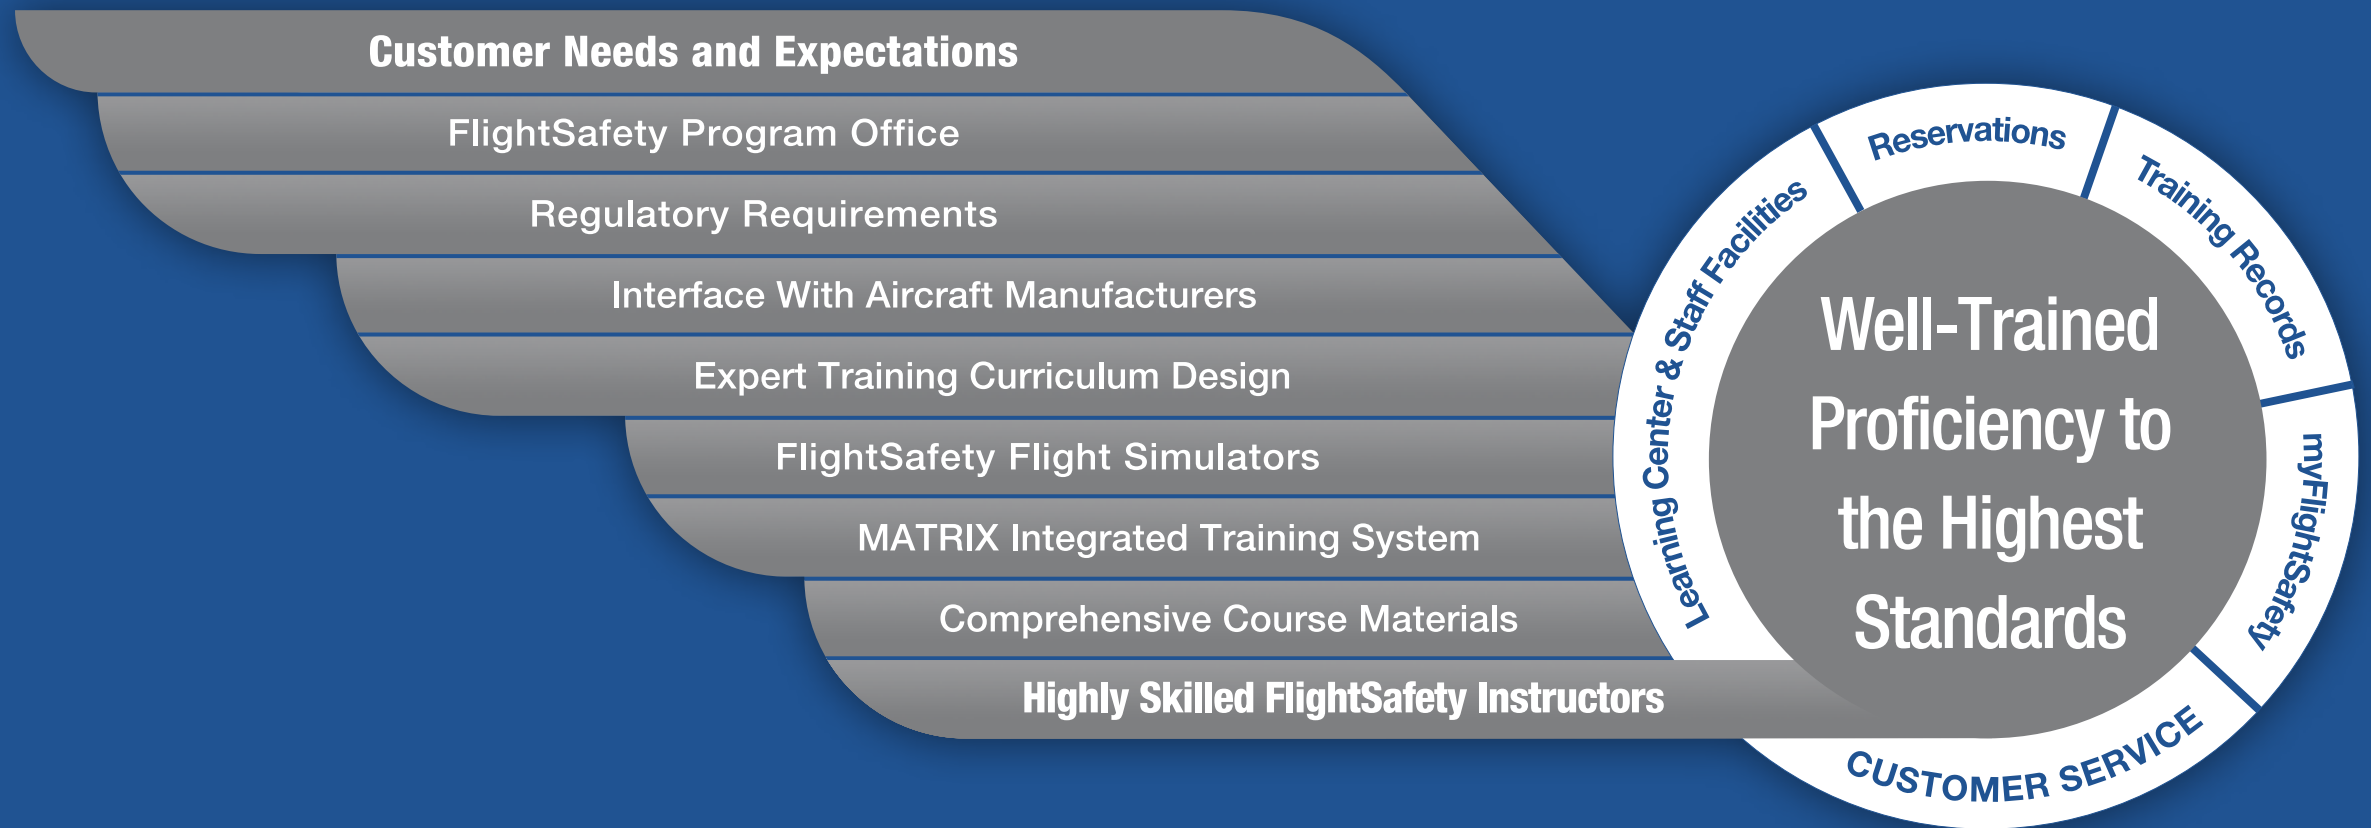 Customer Needs and Expectations
FlightSafety Program Office
Regulatory Requirements
Interface With Aircraft Manufacturers
Expert Training Curriculum Design
FlightSafety Flight Simulators
MATRIX Integrated Training System
Comprehensive Course Materials
Highly Skilled FlightSafety Instructors
Learning Center & Staff Facilities
Reservations
Training Records
myFlightSafety
CUSTOMER SERVICE
Well-Trained
Proficiency to
the Highest
Standards